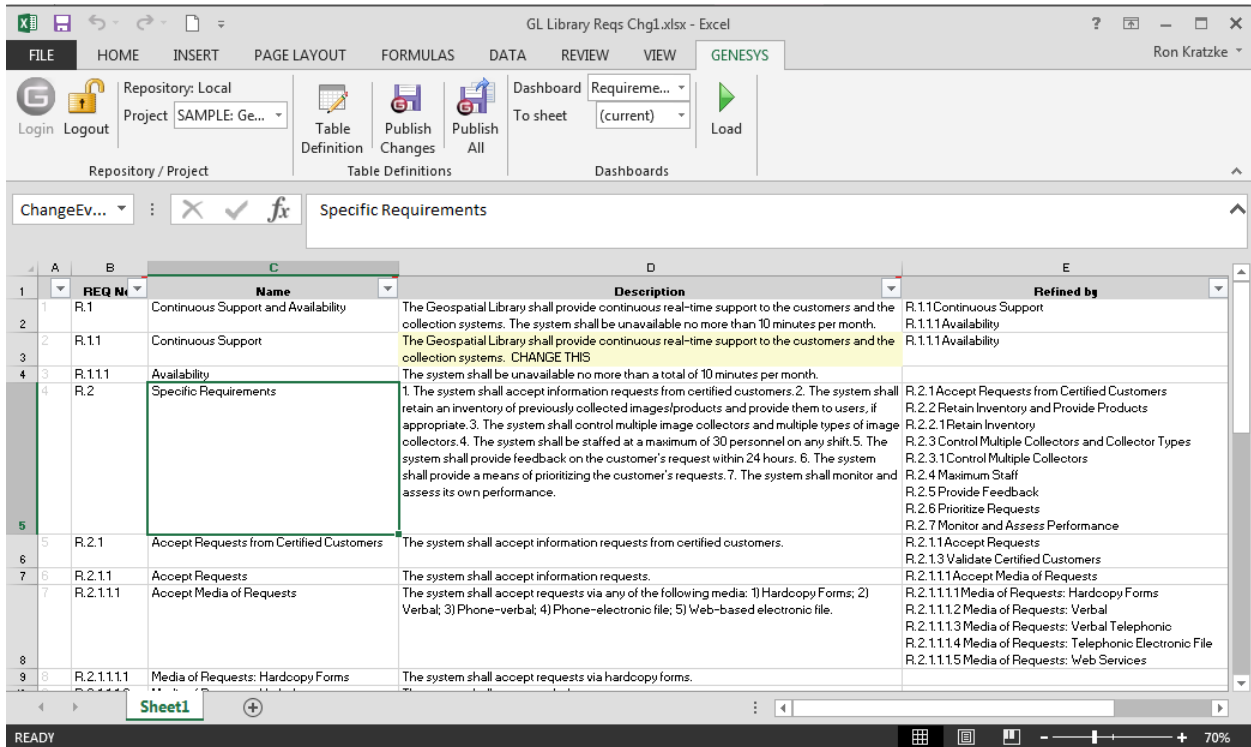 GL Library Reqs Chg1.xlsx - Excel
?
FILE HOME INSERT PAGE LAYOUT FORMULAS DATA REVIEW VIEW GENESYS
Ron Kratzke
G
Login
Logout
Repository: Local
Project SAMPLE: Ge...
Repository / Project
Table
Definition
Publish
Changes
Publish
All
Table Definitions
Dashboard Requireme...
To sheet (current)
Load
Dashboards
ChangeEv... fx Specific Requirements
A B C D E
1 REQ Nu Name Description Refined by
2 1 R.1 Continuous Support and Availability
The Geospatial Library shall provide continuous real-time support to the customers and the
collection systems. The system shall be unavailable no more than 10 minutes per month.
R.1.1 Continuous Support
R.1.1.1 Availability
3 2 R.1.1 Continuous Support
The Geospatial Library shall provide continuous real-time support to the customers and the
collection systems. CHANGE THIS
R.1.1.1 Availability
4 3 R.1.1.1 Availability The system shall be unavailable no more than a total of 10 minutes per month.
5 4 R.2 Specific Requirements
1. The system shall accept information requests from certified customers.2. The system shall
retain an inventory of previously collected images/products and provide them to users, if
appropriate.3. The system shall control multiple image collectors and multiple types of image
collectors.4. The system shall be staffed at a maximum of 30 personnel on any shift.5. The
system shall provide feedback on the customer's request within 24 hours. 6. The system
shall provide a means of prioritizing the customer's requests.7. The system shall monitor and
assess its own performance.
R.2.1 Accept Requests from Certified Customers
R.2.2 Retain Inventory and Provide Products
R.2.2.1 Retain Inventory
R.2.3 Control Multiple Collectors and Collector Types
R.2.3.1 Control Multiple Collectors
R.2.4 Maximum Staff
R.2.5 Provide Feedback
R.2.6 Prioritize Requests
R.2.7 Monitor and Assess Performance
6 5 R.2.1 Accept Requests from Certified Customers The system shall accept information requests from certified customers.
R.2.1.1 Accept Requests
R.2.1.3 Validate Certified Customers
7 6 R.2.1.1 Accept Requests The system shall accept information requests. R.2.1.1.1 Accept Media of Requests
8 7 R.2.1.1.1 Accept Media of Requests
The system shall accept requests via any of the following media: 1) Hardcopy Forms; 2)
Verbal; 3) Phone-verbal; 4) Phone-electronic file; 5) Web-based electronic file.
R.2.1.1.1.1 Media of Requests: Hardcopy Forms
R.2.1.1.1.2 Media of Requests: Verbal
R.2.1.1.1.3 Media of Requests: Verbal Telephonic
R.2.1.1.1.4 Media of Requests: Telephonic Electronic File
R.2.1.1.1.5 Media of Requests: Web Services
9 8 R.2.1.1.1.1 Media of Requests: Hardcopy Forms The system shall accept requests via hardcopy forms.
Sheet1
READY
70%